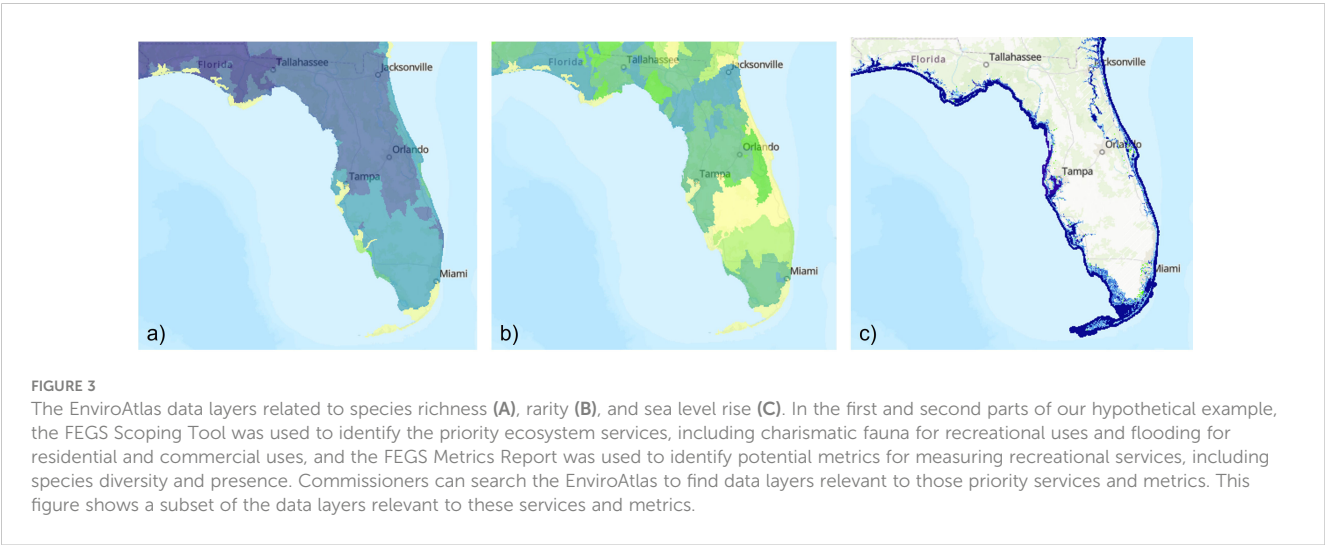 Florida
Tallahassee
Jacksonville
Orlando
Tampa
Miami
a)
Florida
Tallahassee
Jacksonville
Orlando
Tampa
Miami
b)
Florida
Tallahassee
Jacksonville
Orlando
Tampa
Miami
c)
FIGURE 3
The EnviroAtlas data layers related to species richness (A), rarity (B), and sea level rise (C). In the first and second parts of our hypothetical example,
the FEGS Scoping Tool was used to identify the priority ecosystem services, including charismatic fauna for recreational uses and flooding for
residential and commercial uses, and the FEGS Metrics Report was used to identify potential metrics for measuring recreational services, including
species diversity and presence. Commissioners can search the EnviroAtlas to find data layers relevant to those priority services and metrics. This
figure shows a subset of the data layers relevant to these services and metrics.